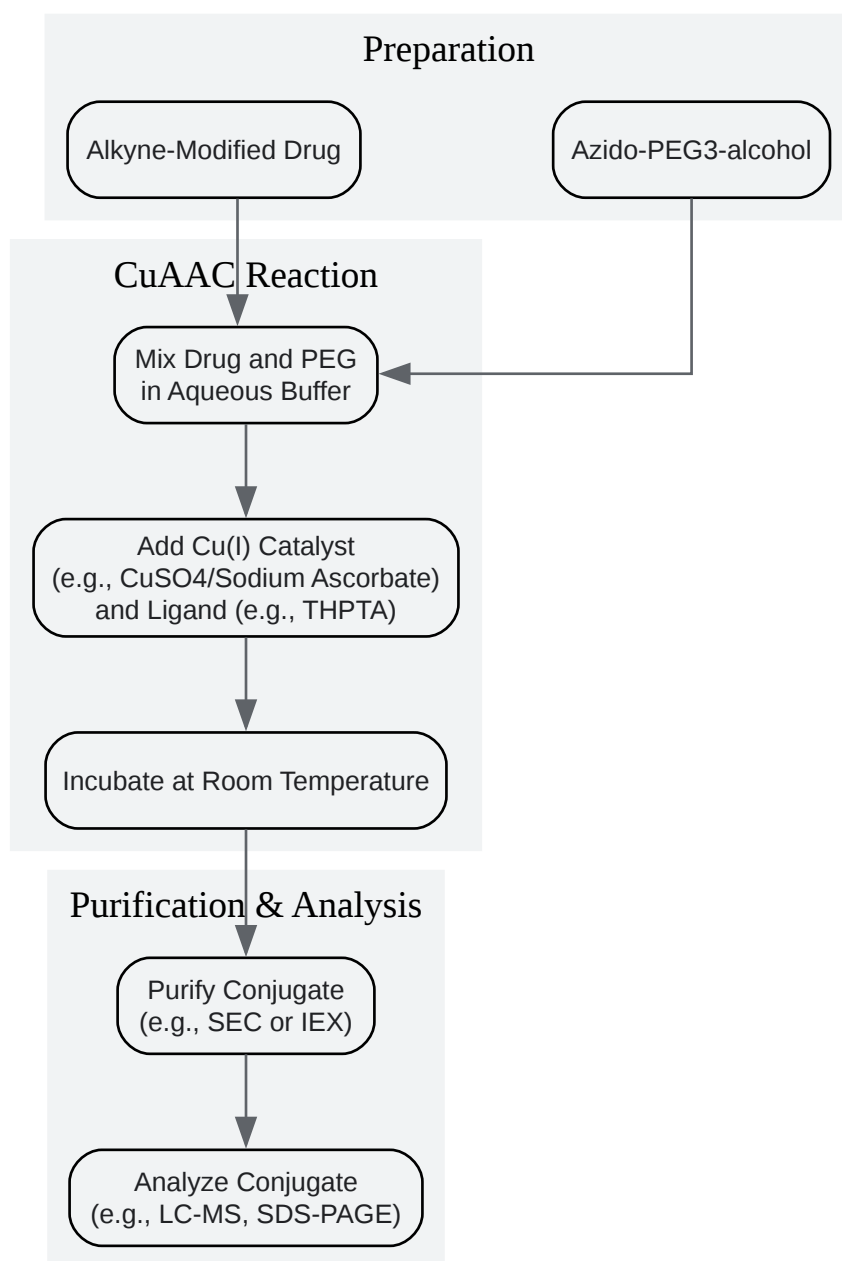 Preparation
Alkyne-Modified Drug
Azido-PEG3-alcohol
CuAAC Reaction
Mix Drug and PEG
in Aqueous Buffer
Add Cu(I) Catalyst
(e.g., CuSO4/Sodium Ascorbate)
and Ligand (e.g., THPTA)
Incubate at Room Temperature
Purification & Analysis
Purify Conjugate
(e.g., SEC or IEX)
Analyze Conjugate
(e.g., LC-MS, SDS-PAGE)